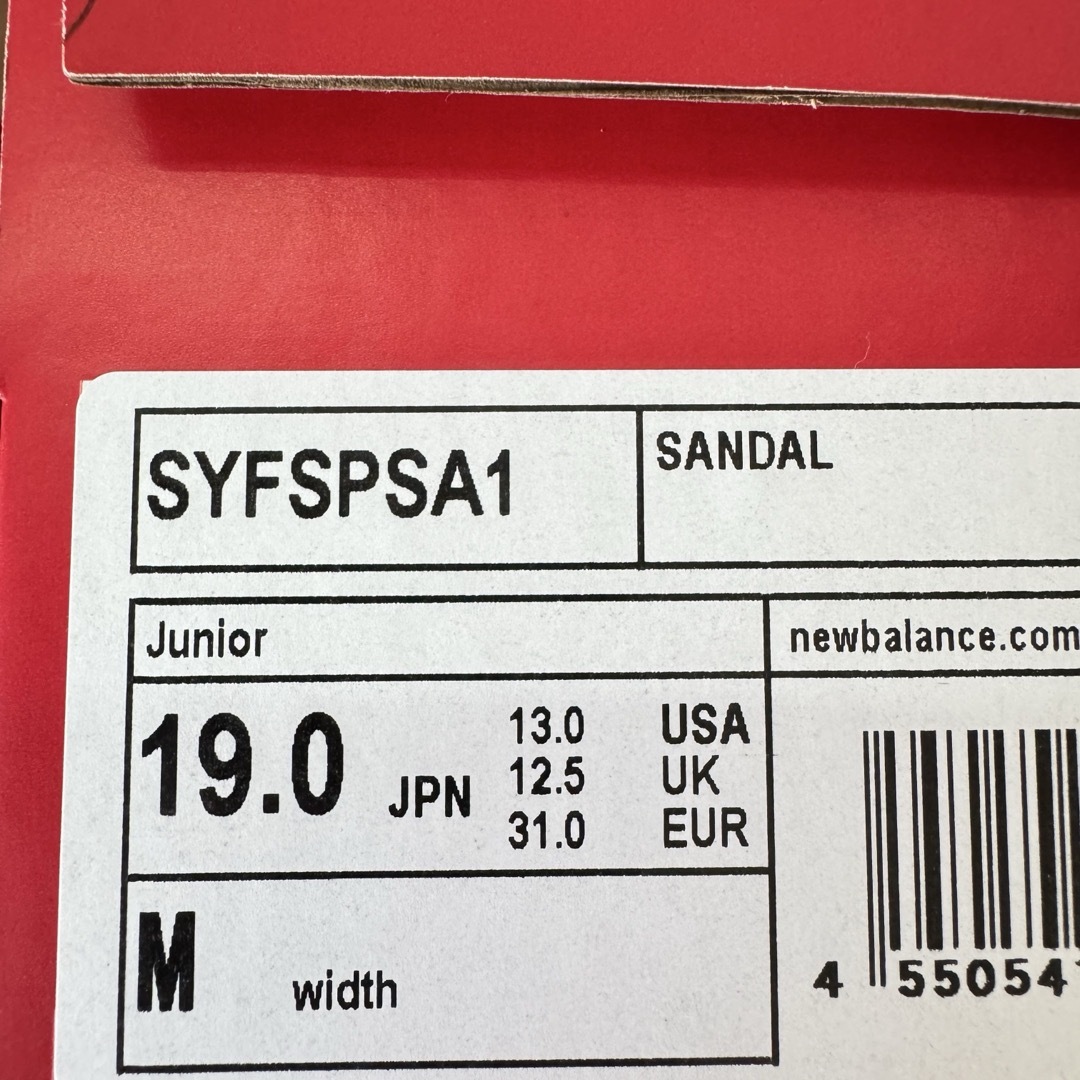 SYFSPSA1
SANDAL
Junior
newbalance.com
19.0 JPN
13.0 USA
12.5 UK
31.0 EUR
M width
4 550541